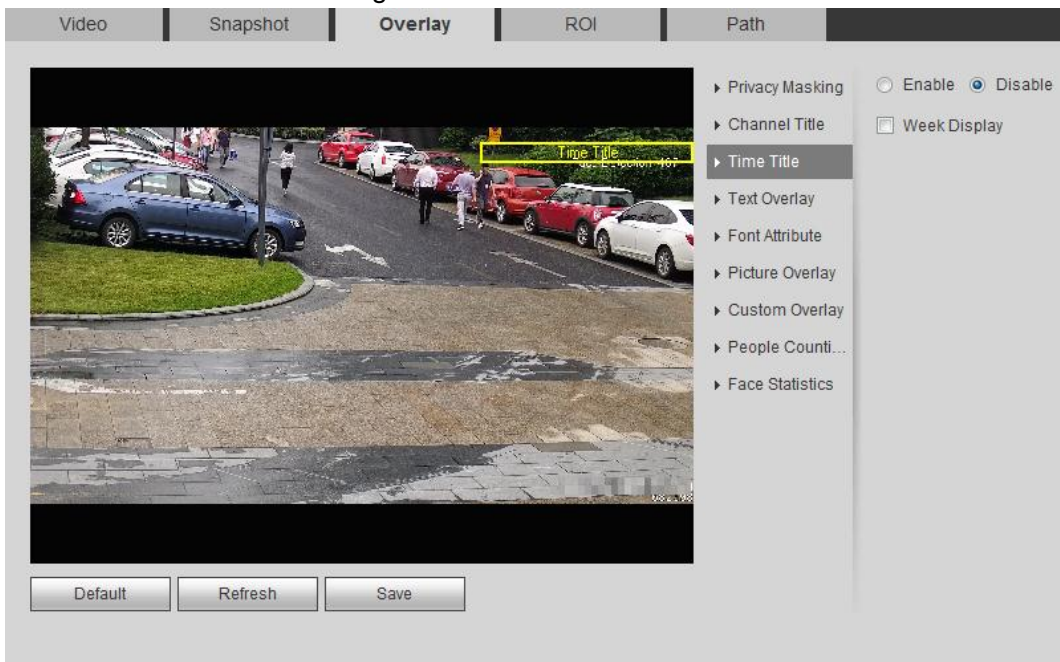 Video Snapshot Overlay ROI Path
Privacy Masking
Channel Title
Time Title
Text Overlay
Font Attribute
Picture Overlay
Custom Overlay
People Counti...
Face Statistics
Enable Disable
Week Display
Time Title
Default Refresh Save